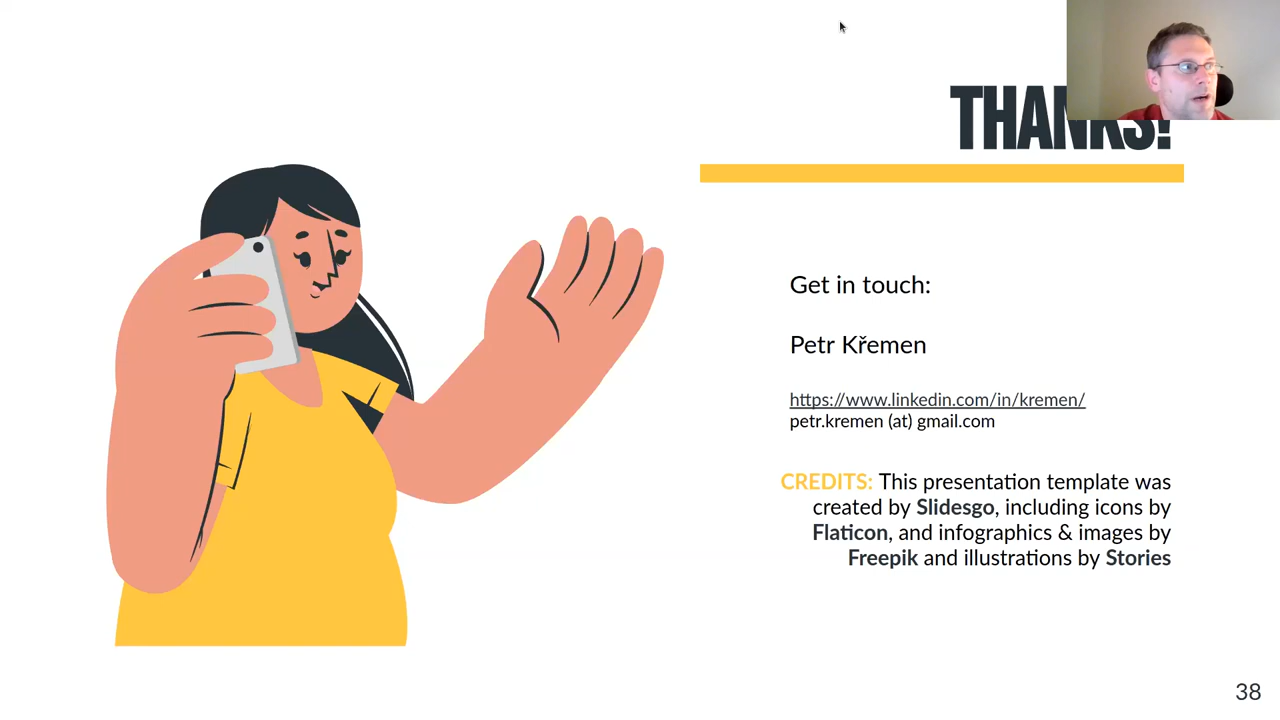 THANKS!
Get in touch:
Petr Křemen
https://www.linkedin.com/in/kremen/
petr.kremen (at) gmail.com
CREDITS: This presentation template was
created by Slidesgo, including icons by
Flaticon, and infographics & images by
Freepik and illustrations by Stories
38